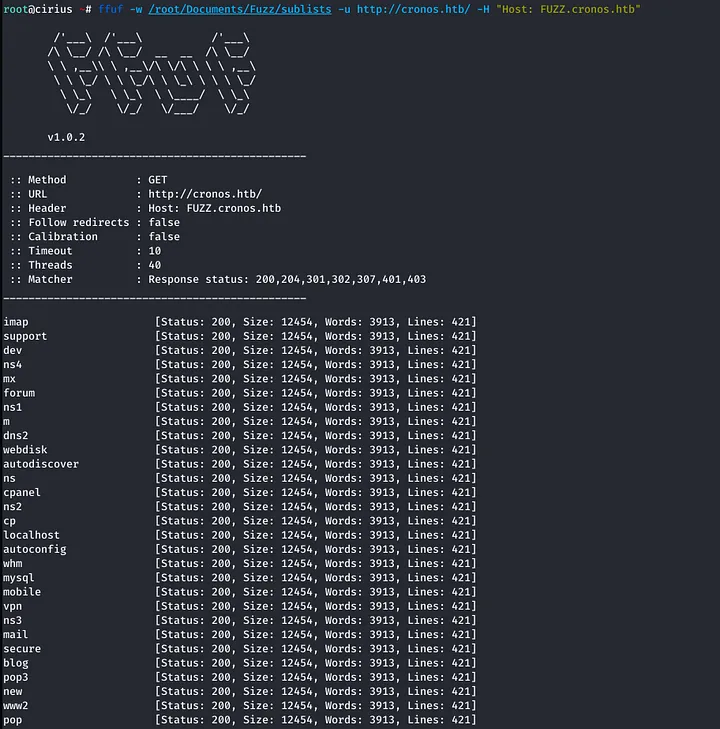 root@cirius ~# ffuf -w /root/Documents/Fuzz/sublists -u http://cronos.htb/ -H "Host: FUZZ.cronos.htb"
v1.0.2
________________________________________________
:: Method : GET
:: URL : http://cronos.htb/
:: Header : Host: FUZZ.cronos.htb
:: Follow redirects : false
:: Calibration : false
:: Timeout : 10
:: Threads : 40
:: Matcher : Response status: 200,204,301,302,307,401,403
________________________________________________
imap [Status: 200, Size: 12454, Words: 3913, Lines: 421]
support [Status: 200, Size: 12454, Words: 3913, Lines: 421]
dev [Status: 200, Size: 12454, Words: 3913, Lines: 421]
ns4 [Status: 200, Size: 12454, Words: 3913, Lines: 421]
mx [Status: 200, Size: 12454, Words: 3913, Lines: 421]
forum [Status: 200, Size: 12454, Words: 3913, Lines: 421]
ns1 [Status: 200, Size: 12454, Words: 3913, Lines: 421]
m [Status: 200, Size: 12454, Words: 3913, Lines: 421]
dns2 [Status: 200, Size: 12454, Words: 3913, Lines: 421]
webdisk [Status: 200, Size: 12454, Words: 3913, Lines: 421]
autodiscover [Status: 200, Size: 12454, Words: 3913, Lines: 421]
ns [Status: 200, Size: 12454, Words: 3913, Lines: 421]
cpanel [Status: 200, Size: 12454, Words: 3913, Lines: 421]
ns2 [Status: 200, Size: 12454, Words: 3913, Lines: 421]
cp [Status: 200, Size: 12454, Words: 3913, Lines: 421]
localhost [Status: 200, Size: 12454, Words: 3913, Lines: 421]
autoconfig [Status: 200, Size: 12454, Words: 3913, Lines: 421]
whm [Status: 200, Size: 12454, Words: 3913, Lines: 421]
mysql [Status: 200, Size: 12454, Words: 3913, Lines: 421]
mobile [Status: 200, Size: 12454, Words: 3913, Lines: 421]
vpn [Status: 200, Size: 12454, Words: 3913, Lines: 421]
ns3 [Status: 200, Size: 12454, Words: 3913, Lines: 421]
mail [Status: 200, Size: 12454, Words: 3913, Lines: 421]
secure [Status: 200, Size: 12454, Words: 3913, Lines: 421]
blog [Status: 200, Size: 12454, Words: 3913, Lines: 421]
pop3 [Status: 200, Size: 12454, Words: 3913, Lines: 421]
new [Status: 200, Size: 12454, Words: 3913, Lines: 421]
www2 [Status: 200, Size: 12454, Words: 3913, Lines: 421]
pop [Status: 200, Size: 12454, Words: 3913, Lines: 421]